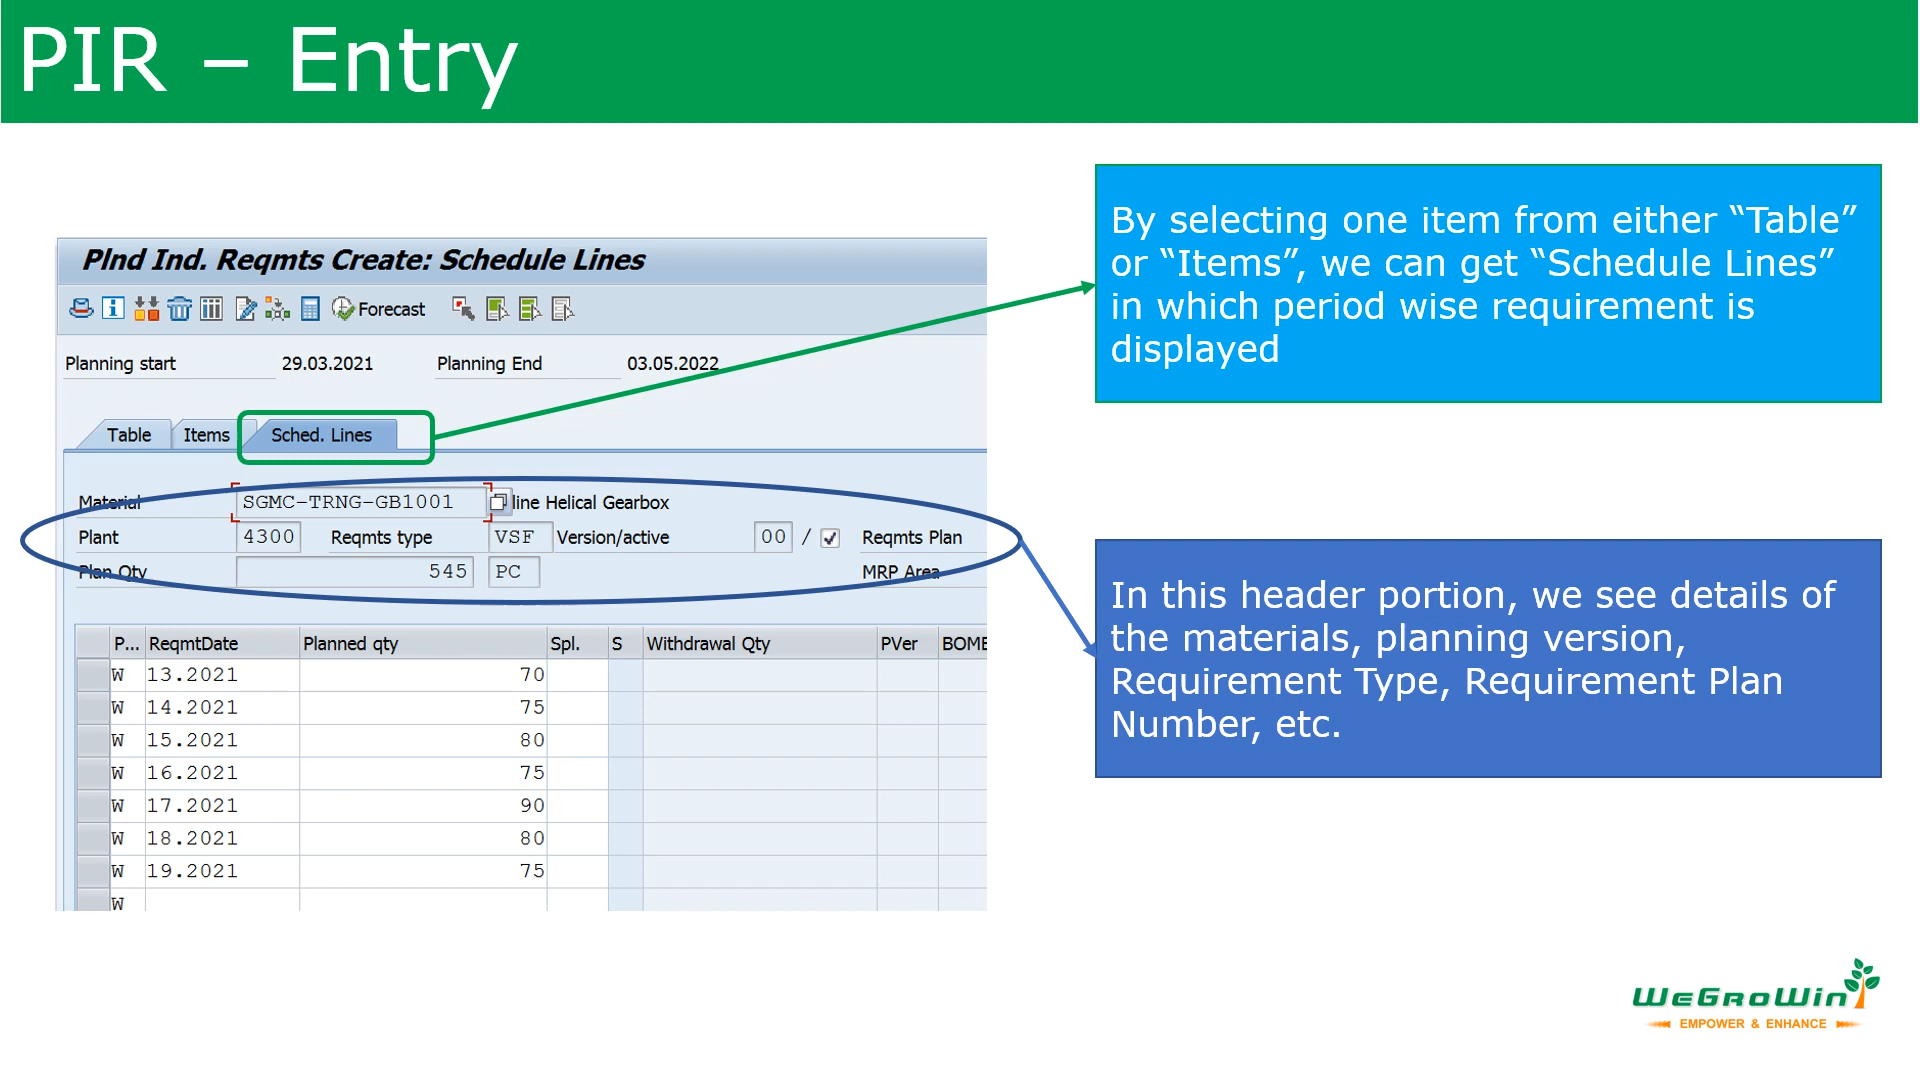 PIR – Entry
Plnd Ind. Reqmts Create: Schedule Lines
Forecast
Planning start 29.03.2021 Planning End 03.05.2022
Table Items Sched. Lines
Material SGMC-TRNG-GB1001 line Helical Gearbox
Plant 4300 Reqmts type VSF Version/active 00 / Reqmts Plan
Plan Qty 545 PC MRP Area
P... ReqmtDate Planned qty Spl. S Withdrawal Qty PVer BOME
W 13.2021 70
W 14.2021 75
W 15.2021 80
W 16.2021 75
W 17.2021 90
W 18.2021 80
W 19.2021 75
W
By selecting one item from either “Table”
or “Items”, we can get “Schedule Lines”
in which period wise requirement is
displayed
In this header portion, we see details of
the materials, planning version,
Requirement Type, Requirement Plan
Number, etc.
WeGroWin
EMPOWER & ENHANCE